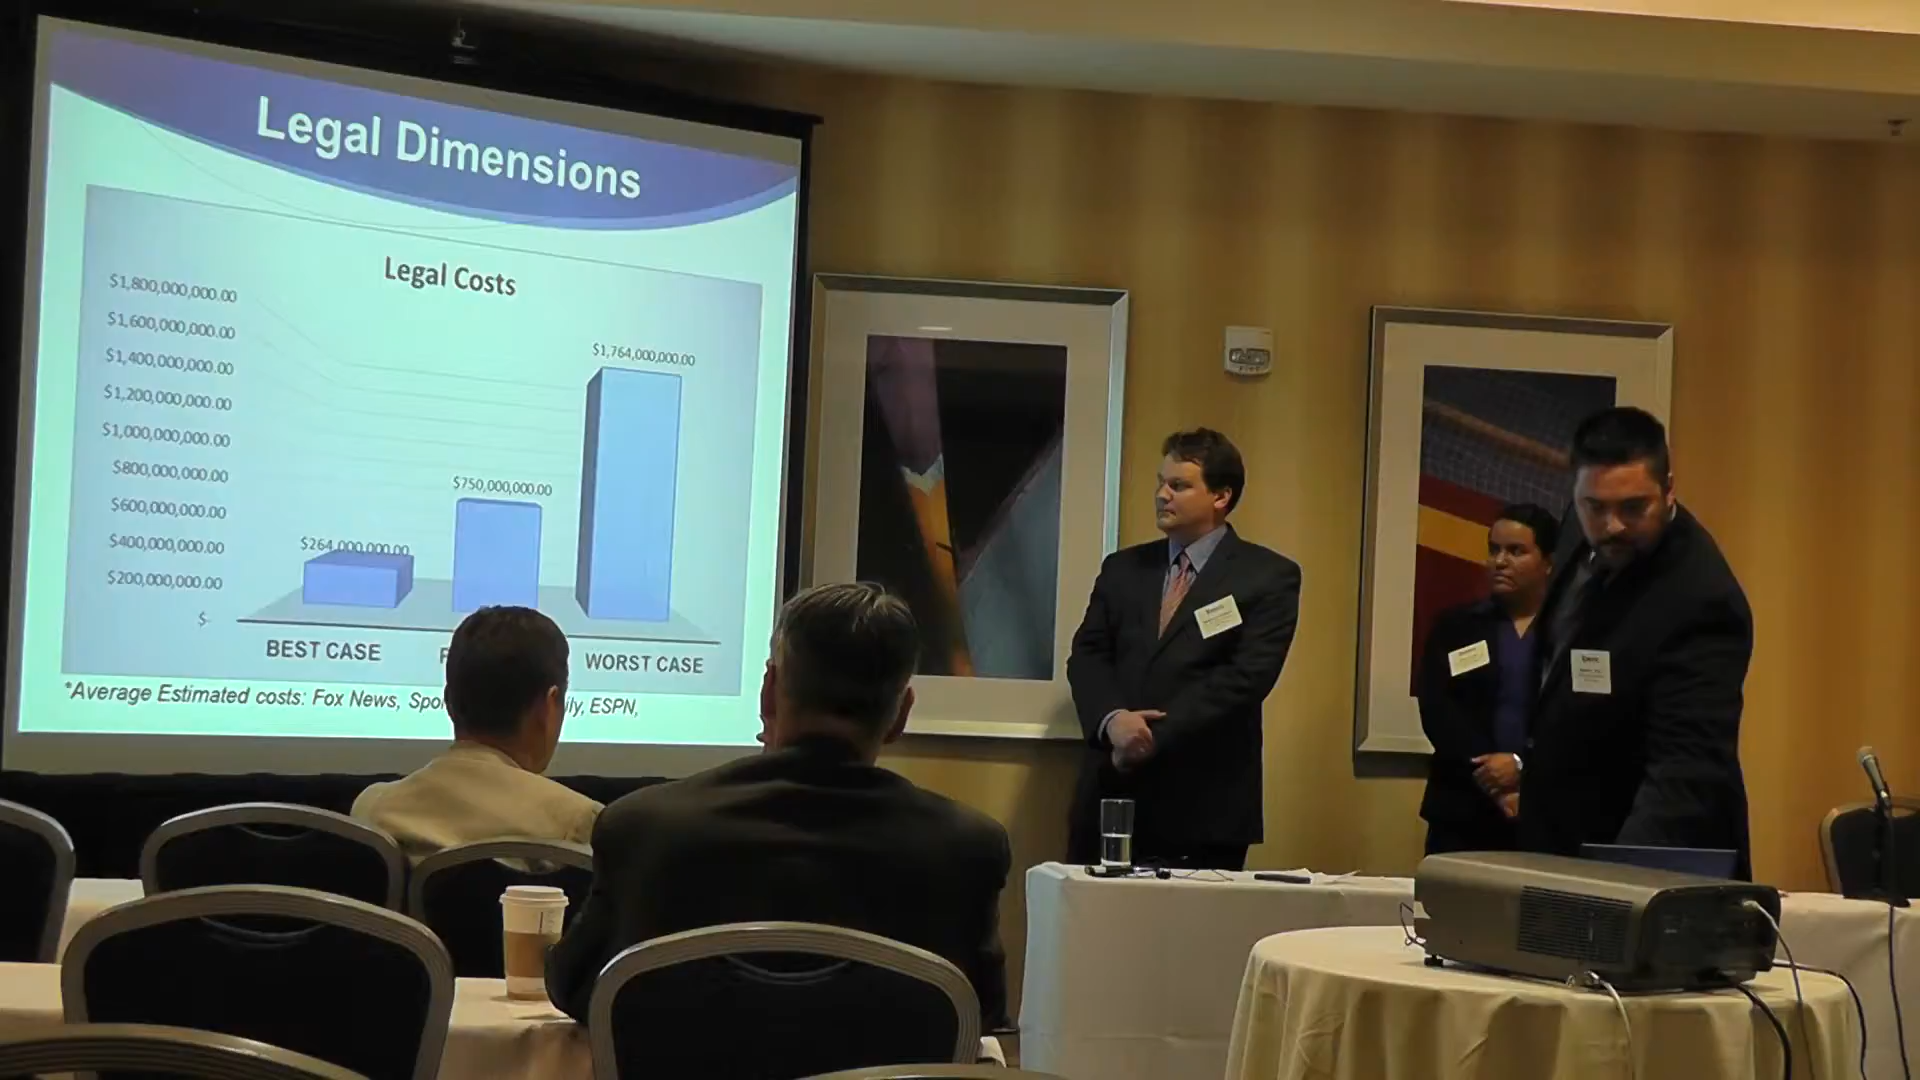 Legal Dimensions
Legal Costs
$1,800,000,000.00
$1,600,000,000.00
$1,400,000,000.00
$1,200,000,000.00
$1,000,000,000.00
$800,000,000.00
$600,000,000.00
$400,000,000.00
$200,000,000.00
$-
$264,000,000.00
$750,000,000.00
$1,764,000,000.00
BEST CASE
WORST CASE
*Average Estimated costs: Fox News, ESPN,